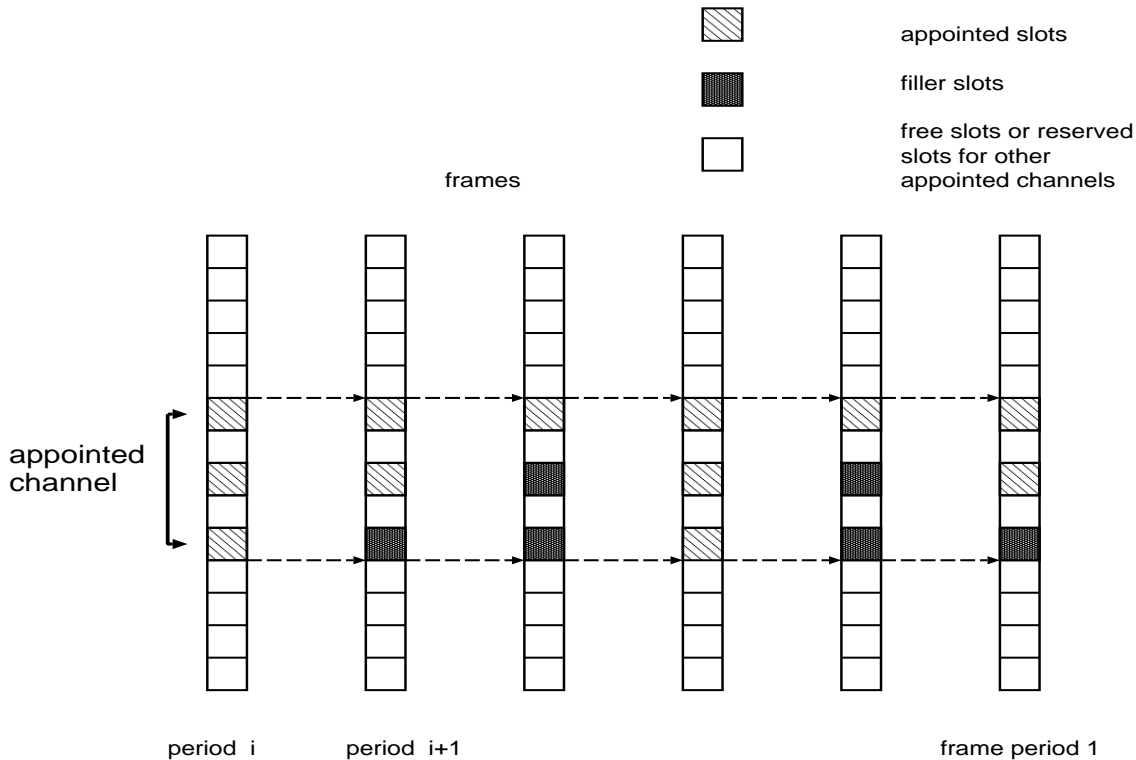 appointed slots
filler slots
free slots or reserved
slots for other
appointed channels
frames
appointed
channel
period i
period i+1
frame period 1